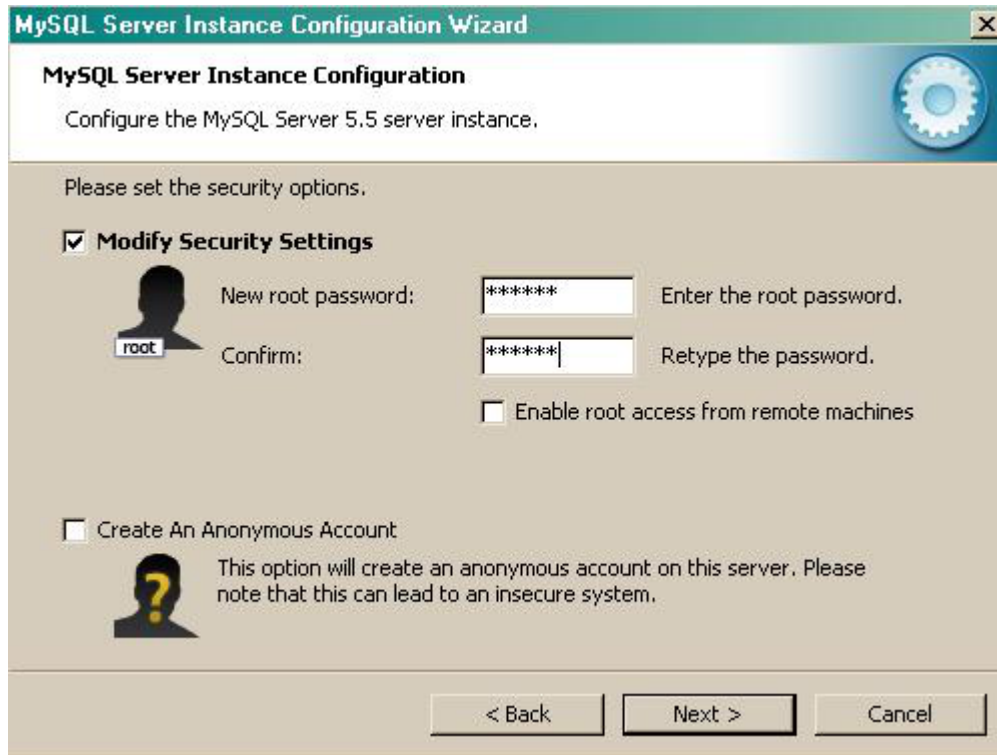 MySQL Server Instance Configuration Wizard
MySQL Server Instance Configuration
Configure the MySQL Server 5.5 server instance.
Please set the security options.
Modify Security Settings
New root password: ****** Enter the root password.
root
Confirm: ****** Retype the password.
Enable root access from remote machines
Create An Anonymous Account
?
This option will create an anonymous account on this server. Please
note that this can lead to an insecure system.
< Back Next > Cancel